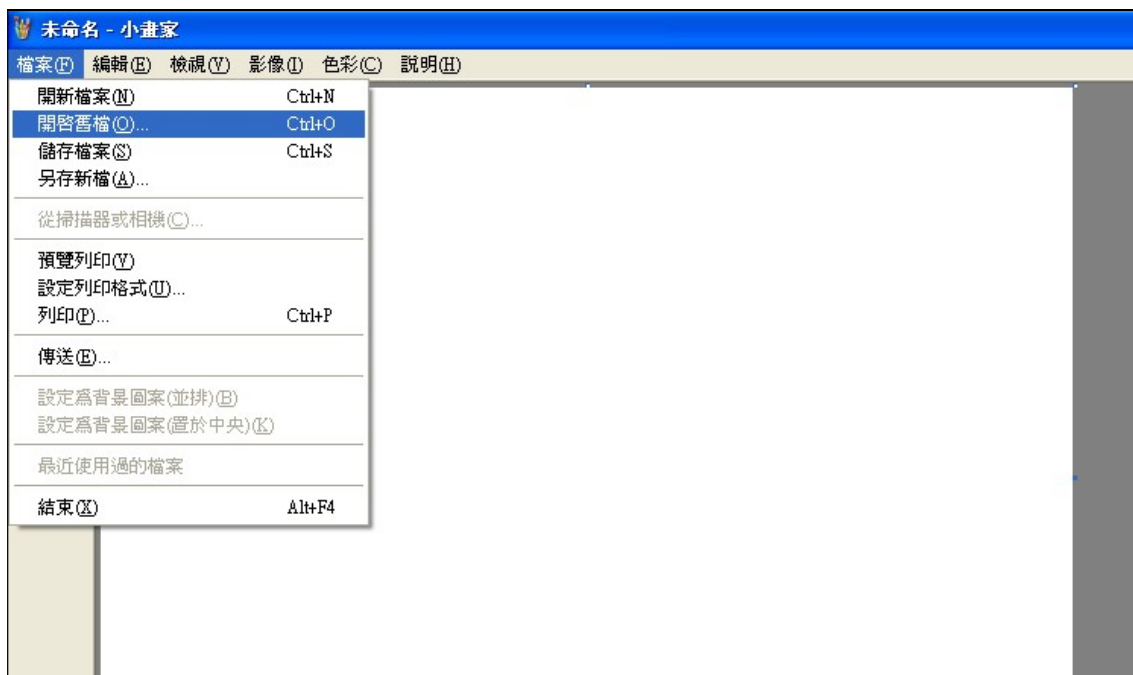 未命名 - 小畫家
檔案(F) 編輯(E) 檢視(V) 影像(I) 色彩(C) 說明(H)
開新檔案(N) Ctrl+N
開啓舊檔(O)... Ctrl+O
儲存檔案(S) Ctrl+S
另存新檔(A)...
從掃描器或相機(C)...
預覽列印(V)
設定列印格式(U)...
列印(P)... Ctrl+P
傳送(E)...
設定爲背景圖案(並排)(B)
設定爲背景圖案(置於中央)(K)
最近使用過的檔案
結束(X) Alt+F4